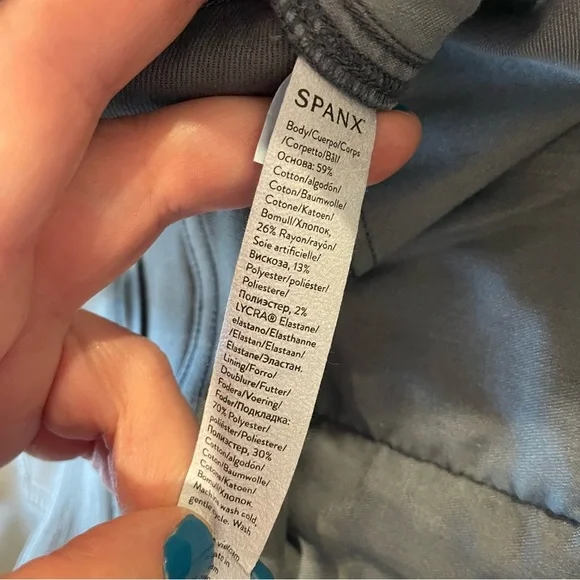 SPANX
Body/Cuerpo/Corps
/Corpetto/Bål/
Основа: 59%
Cotton/algodón/
Coton/Baumwolle/
Cotone/Katoen/
Bomull/Хлопок,
26% Rayon/rayón/
Soie artificielle/
Вискоза, 13%
Polyester/poliéster/
Poliestere/
Полиэстер, 2%
LYCRA® Elastane/
elastano/Elasthanne
/Elastan/Elastaan/
Elastane/Эластан.
Lining/Forro/
Doublure/Futter/
Fodera/Voering/
Foder/Подкладка:
70% Polyester/
poliéster/Poliestere/
Полиэстер, 30%
Cotton/algodón/
Coton/Baumwolle/
Cotone/Katoen/
Bomull/Хлопок
Machine wash cold,
gentle cycle. Wash